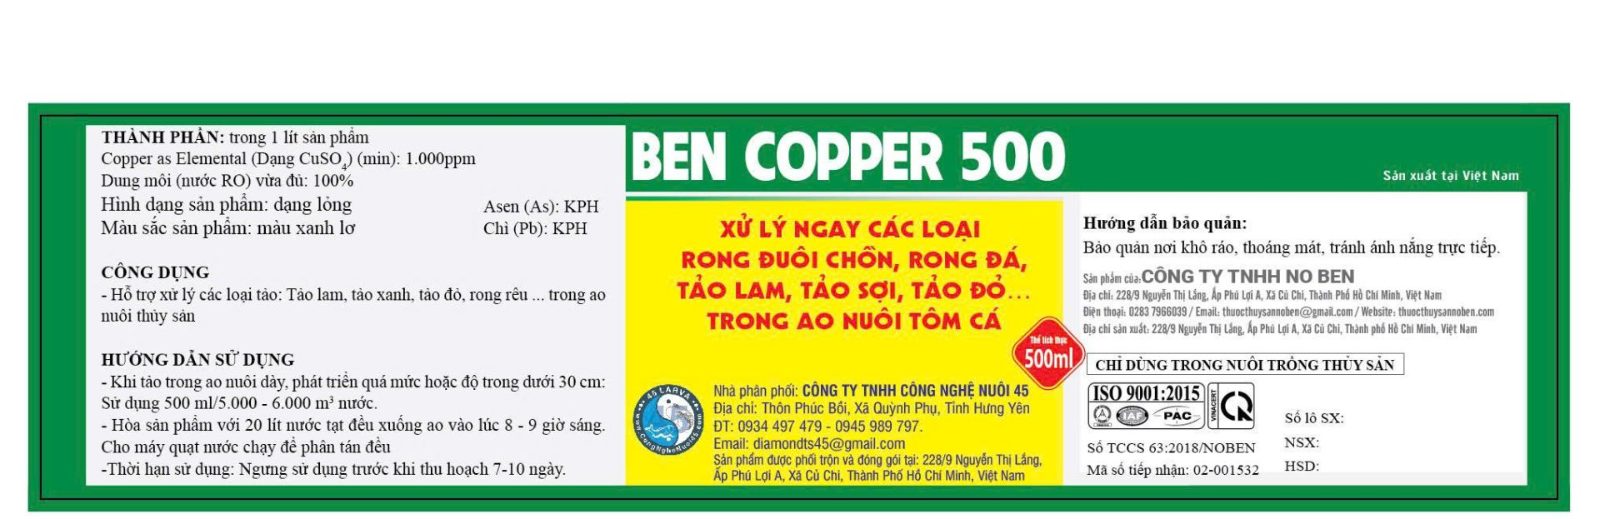 THÀNH PHẦN: trong 1 lít sản phẩm
Copper as Elemental (Dạng CuSO₄) (min): 1.000ppm
Dung môi (nước RO) vừa đủ: 100%
Hình dạng sản phẩm: dạng lỏng
Asen (As): KPH
Màu sắc sản phẩm: màu xanh lơ
Chì (Pb): KPH
CÔNG DỤNG
- Hỗ trợ xử lý các loại tảo: Tảo lam, tảo xanh, tảo đỏ, rong rêu ... trong ao
nuôi thủy sản
HƯỚNG DẪN SỬ DỤNG
- Khi tảo trong ao nuôi dày, phát triển quá mức hoặc độ trong dưới 30 cm:
Sử dụng 500 ml/5.000 - 6.000 m³ nước.
- Hòa sản phẩm với 20 lít nước tạt đều xuống ao vào lúc 8 - 9 giờ sáng.
Cho máy quạt nước chạy để phân tán đều
-Thời hạn sử dụng: Ngưng sử dụng trước khi thu hoạch 7-10 ngày.
BEN COPPER 500
XỬ LÝ NGAY CÁC LOẠI
RONG ĐUÔI CHỒN, RONG ĐÁ,
TẢO LAM, TẢO SỢI, TẢO ĐỎ...
TRONG AO NUÔI TÔM CÁ
Thể tích thực
500ml
45 LARVA
www.CongNgheNuoi45.com
Nhà phân phối: CÔNG TY TNHH CÔNG NGHỆ NUÔI 45
Địa chỉ: Thôn Phúc Bồi, Xã Quỳnh Phụ, Tỉnh Hưng Yên
ĐT: 0934 497 479 - 0945 989 797.
Email: diamondts45@gmail.com
Sản phẩm được phối trộn và đóng gói tại: 228/9 Nguyễn Thị Lắng,
Ấp Phú Lợi A, Xã Củ Chi, Thành Phố Hồ Chí Minh, Việt Nam
Sản xuất tại Việt Nam
Hướng dẫn bảo quản:
Bảo quản nơi khô ráo, thoáng mát, tránh ánh nắng trực tiếp.
Sản phẩm của: CÔNG TY TNHH NO BEN
Địa chỉ: 228/9 Nguyễn Thị Lắng, Ấp Phú Lợi A, Xã Củ Chi, Thành Phố Hồ Chí Minh, Việt Nam
Điện thoại: 0283 7966039 / Email: thuocthuysannoben@gmail.com / Website: thuocthuysannoben.com
Địa chỉ sản xuất: 228/9 Nguyễn Thị Lắng, Ấp Phú Lợi A, Xã Củ Chi, Thành phố Hồ Chí Minh, Việt Nam
CHỈ DÙNG TRONG NUÔI TRỒNG THỦY SẢN
ISO 9001:2015
IAF
PAC
VINACERT
Số TCCS 63:2018/NOBEN
Mã số tiếp nhận: 02-001532
Số lô SX:
NSX:
HSD: